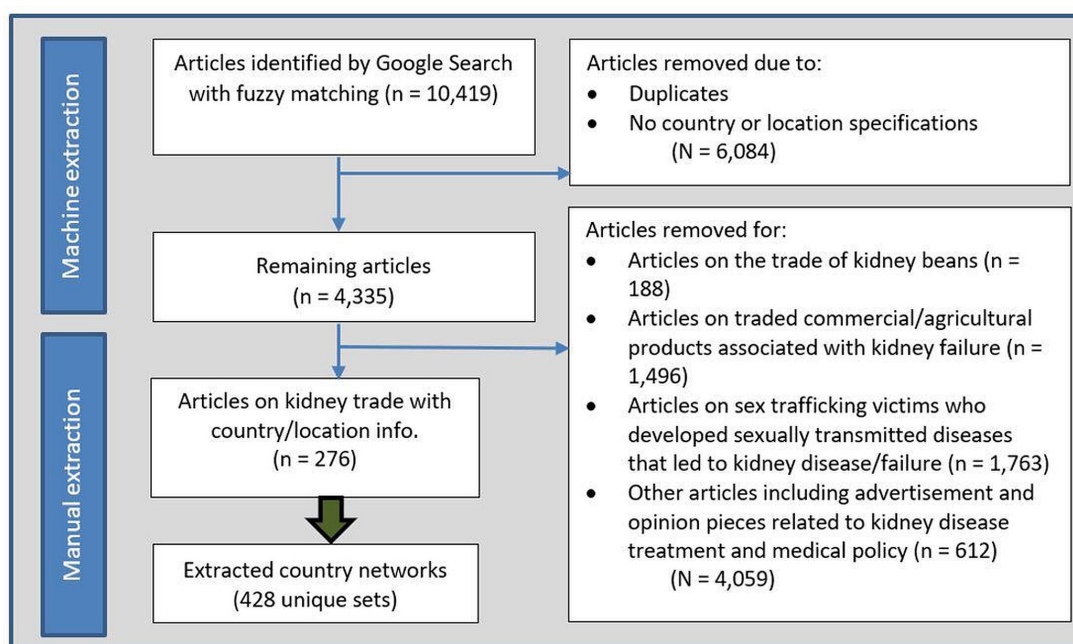 Machine extraction
Articles identified by Google Search
with fuzzy matching (n = 10,419)
Articles removed due to:
• Duplicates
• No country or location specifications
(N = 6,084)
Remaining articles
(n = 4,335)
Articles removed for:
• Articles on the trade of kidney beans (n =
188)
• Articles on traded commercial/agricultural
products associated with kidney failure (n =
1,496)
• Articles on sex trafficking victims who
developed sexually transmitted diseases
that led to kidney disease/failure (n = 1,763)
• Other articles including advertisement and
opinion pieces related to kidney disease
treatment and medical policy (n = 612)
(N = 4,059)
Manual extraction
Articles on kidney trade with
country/location info.
(n = 276)
Extracted country networks
(428 unique sets)